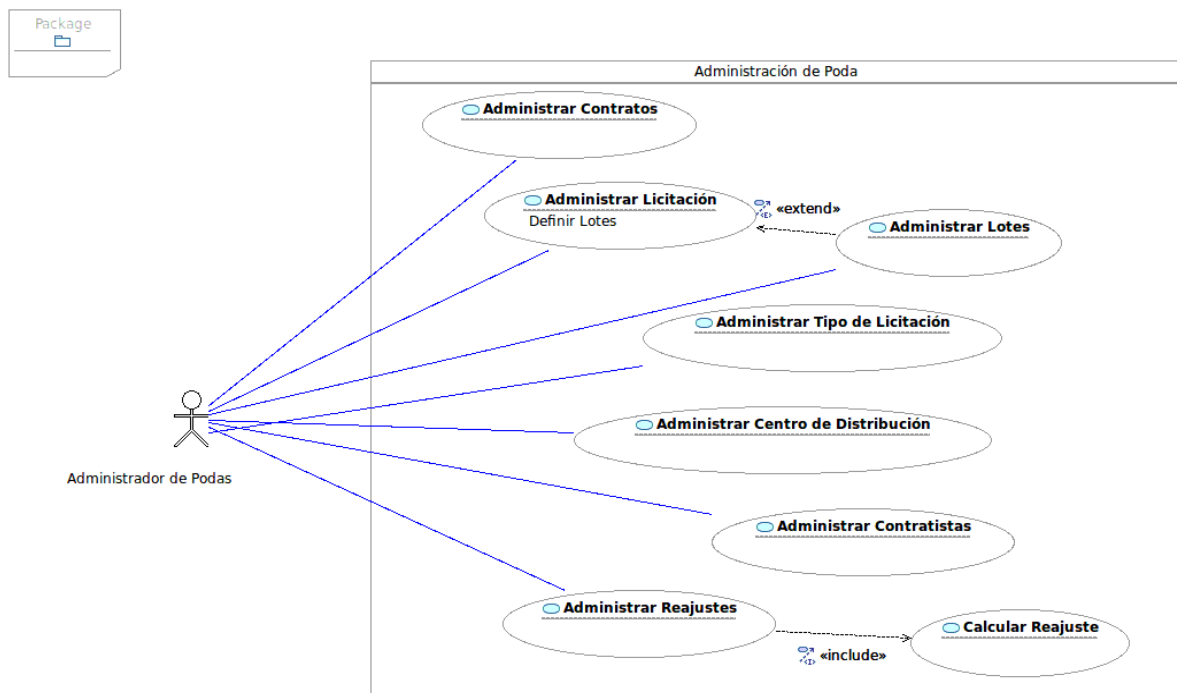 Package
Administración de Poda
Administrar Contratos
Administrar Licitación
Definir Lotes
«extend»
Administrar Lotes
Administrar Tipo de Licitación
Administrar Centro de Distribución
Administrador de Podas
Administrar Contratistas
Administrar Reajustes
Calcular Reajuste
«include»